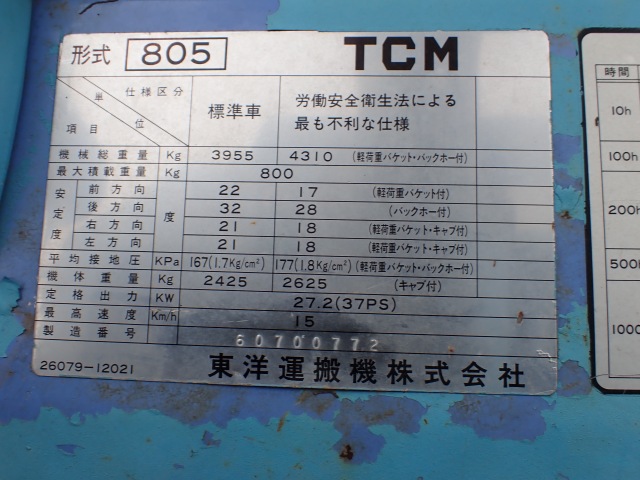 形式 805 TCM
仕様区分 単位 項目 標準車 労働安全衛生法による
最も不利な仕様
機械総重量 Kg 3955 4310 (軽荷重バケット・バックホー付)
最大積載重量 Kg 800
安定度 前方向 度 22 17 (軽荷重バケット付)
後方向 32 28 (バックホー付)
右方向 21 18 (軽荷重バケット・キャブ付)
左方向 21 18 (軽荷重バケット・キャブ付)
平均接地圧 KPa 167(1.7Kg/cm²) 177(1.8Kg/cm²) (軽荷重バケット・バックホー付)
機体重量 Kg 2425 2625 (キャブ付)
定格出力 KW 27.2(37PS)
最高速度 Km/h 15
製造番号 60700772
26079-12021 東洋運搬機株式会社
時間
10h
100h
200h
500h
1000